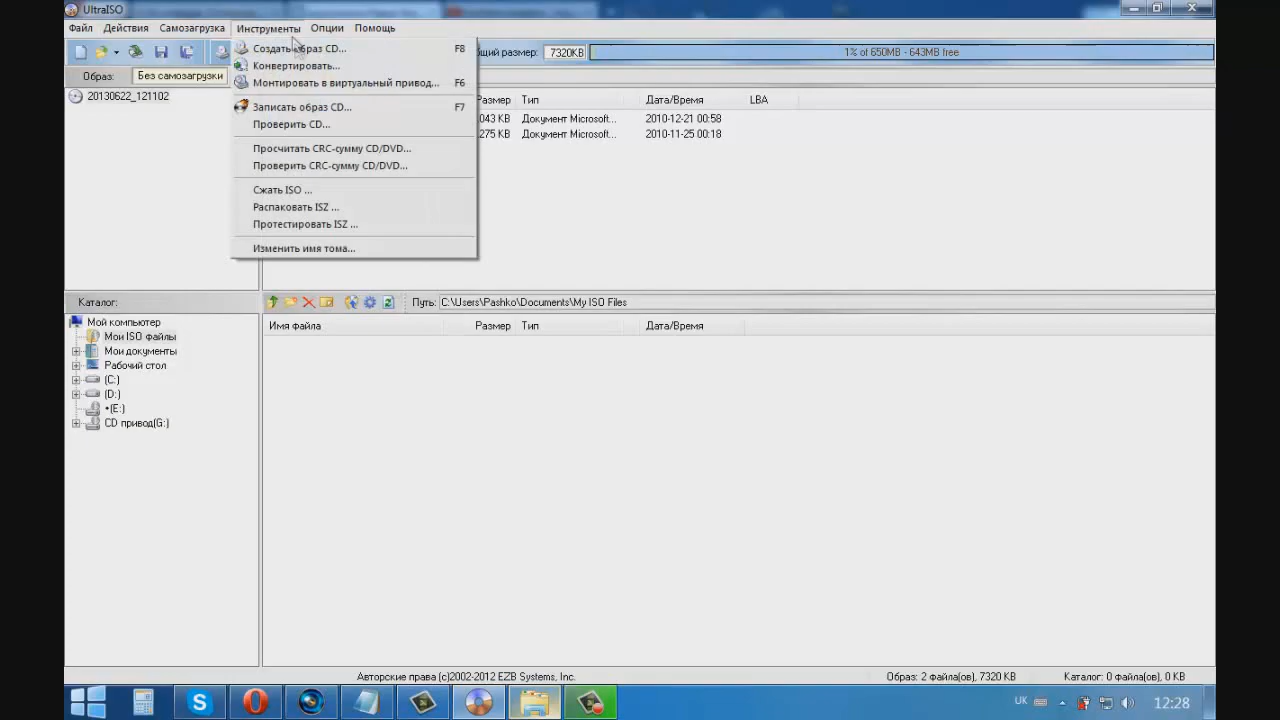 UltraISO
Файл Действия Самозагрузка Инструменты Опции Помощь
Создать образ CD... F8
Конвертировать...
Монтировать в виртуальный привод... F6
Записать образ CD... F7
Проверить CD...
Просчитать CRC-сумму CD/DVD...
Проверить CRC-сумму CD/DVD...
Сжать ISO ...
Распаковать ISZ ...
Протестировать ISZ ...
Изменить имя тома...
щий размер: 7320KB 1% of 650MB - 643MB free
Образ: Без самозагрузки
20130622_121102
Размер Тип Дата/Время LBA
043 KB Документ Microsoft... 2010-12-21 00:58
275 KB Документ Microsoft... 2010-11-25 00:18
Каталог: Путь: C:\Users\Pashko\Documents\My ISO Files
Мой компьютер
Мои ISO файлы
Мои документы
Рабочий стол
(C:)
(D:)
(E:)
CD привод(G:)
Имя файла Размер Тип Дата/Время
Авторские права (c)2002-2012 EZB Systems, Inc. Образ: 2 файла(ов), 7320 KB Каталог: 0 файла(ов), 0 KB
UK 12:28